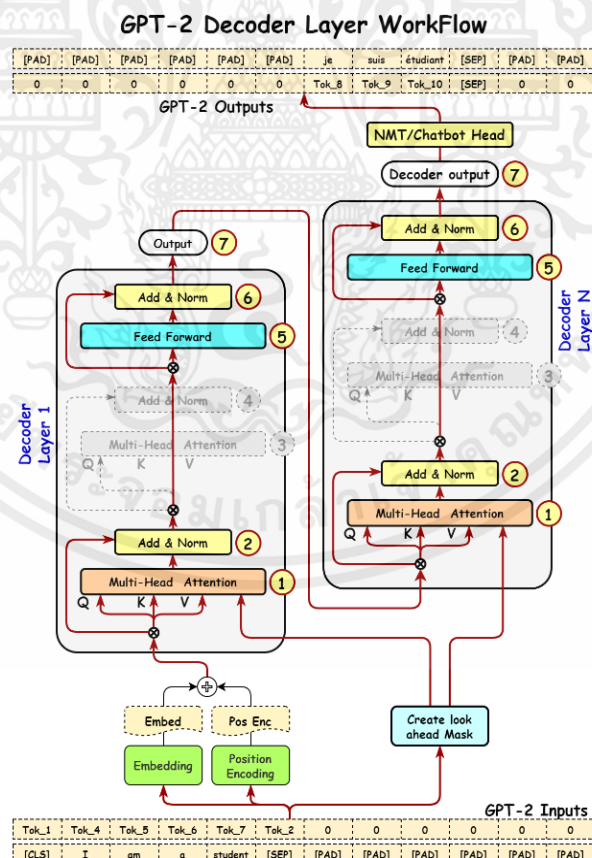 GPT-2 Decoder Layer WorkFlow
[PAD] [PAD] [PAD] [PAD] [PAD] [PAD] je suis étudiant [SEP] [PAD] [PAD]
0 0 0 0 0 0 Tok_8 Tok_9 Tok_10 [SEP] 0 0
GPT-2 Outputs
NMT/Chatbot Head
Decoder output 7
Add & Norm 6
Feed Forward 5
Add & Norm 4
Multi-Head Attention 3
Q K V
Add & Norm 2
Multi-Head Attention 1
Q K V
Decoder
Layer N
Output 7
Add & Norm 6
Feed Forward 5
Add & Norm 4
Multi-Head Attention 3
Q K V
Add & Norm 2
Multi-Head Attention 1
Q K V
Decoder
Layer 1
Embed
Pos Enc
Embedding
Position
Encoding
Create look
ahead Mask
GPT-2 Inputs
Tok_1 Tok_4 Tok_5 Tok_6 Tok_7 Tok_2 0 0 0 0 0 0
[CLS] I am a student [SEP] [PAD] [PAD] [PAD] [PAD] [PAD] [PAD]